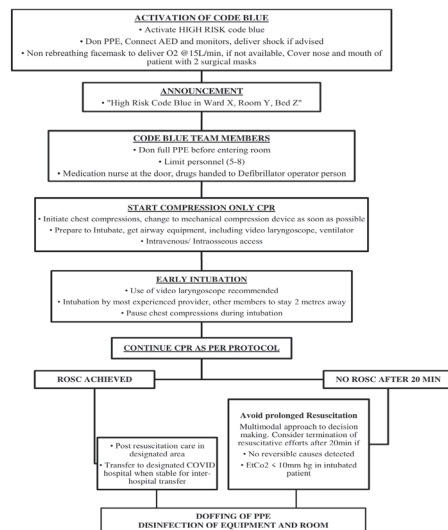 ACTIVATION OF CODE BLUE
• Activate HIGH RISK code blue
• Don PPE, Connect AED and monitors, deliver shock if advised
• Non rebreathing facemask to deliver O2 @15L/min, if not available, Cover nose and mouth of
patient with 2 surgical masks
ANNOUNCEMENT
• "High Risk Code Blue in Ward X, Room Y, Bed Z"
CODE BLUE TEAM MEMBERS
• Don full PPE before entering room
• Limit personnel (5-8)
• Medication nurse at the door, drugs handed to Defibrillator operator person
START COMPRESSION ONLY CPR
• Initiate chest compressions, change to mechanical compression device as soon as possible
• Prepare to Intubate, get airway equipment, including video laryngoscope, ventilator
• Intravenous/ Intraosseous access
EARLY INTUBATION
• Use of video laryngoscope recommended
• Intubation by most experienced provider, other members to stay 2 metres away
• Pause chest compressions during intubation
CONTINUE CPR AS PER PROTOCOL
ROSC ACHIEVED
NO ROSC AFTER 20 MIN
• Post resuscitation care in
designated area
• Transfer to designated COVID
hospital when stable for inter-
hospital transfer
Avoid prolonged Resuscitation
Multimodal approach to decision
making. Consider termination of
resuscitative efforts after 20min if
• No reversible causes detected
• EtCo2 < 10mm hg in intubated
patient
DOFFING OF PPE
DISINFECTION OF EQUIPMENT AND ROOM